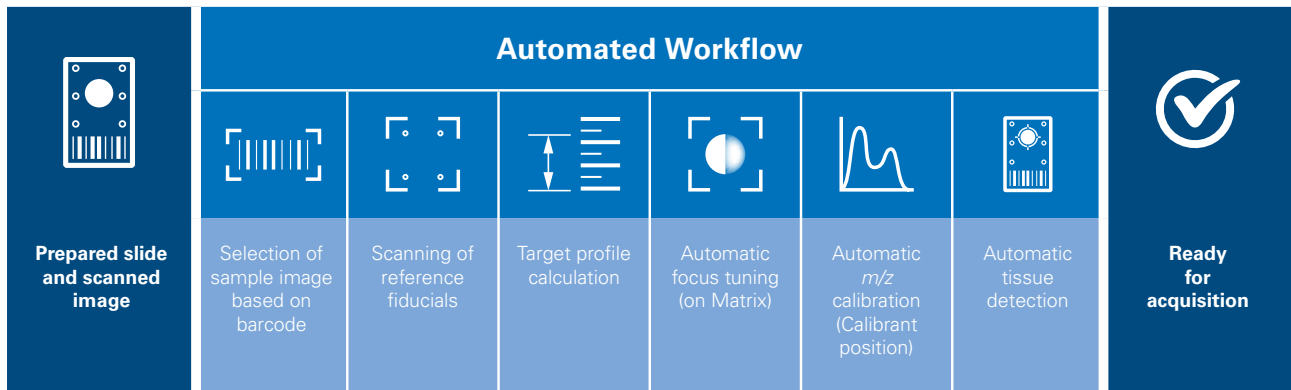 Automated Workflow
Prepared slide
and scanned
image
Selection of
sample image
based on
barcode
Scanning of
reference
fiducials
Target profile
calculation
Automatic
focus tuning
(on Matrix)
Automatic
m/z
calibration
(Calibrant
position)
Automatic
tissue
detection
Ready
for
acquisition